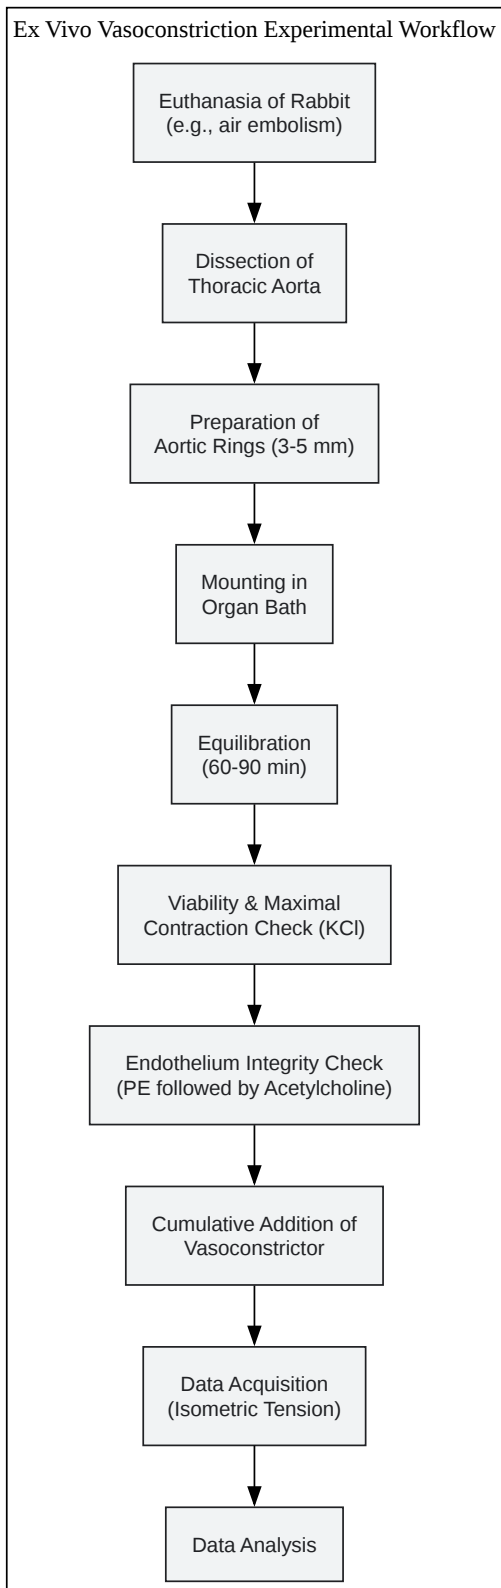 Ex Vivo Vasoconstriction Experimental Workflow
Euthanasia of Rabbit
(e.g., air embolism)
Dissection of
Thoracic Aorta
Preparation of
Aortic Rings (3-5 mm)
Mounting in
Organ Bath
Equilibration
(60-90 min)
Viability & Maximal
Contraction Check (KCl)
Endothelium Integrity Check
(PE followed by Acetylcholine)
Cumulative Addition of
Vasoconstrictor
Data Acquisition
(Isometric Tension)
Data Analysis